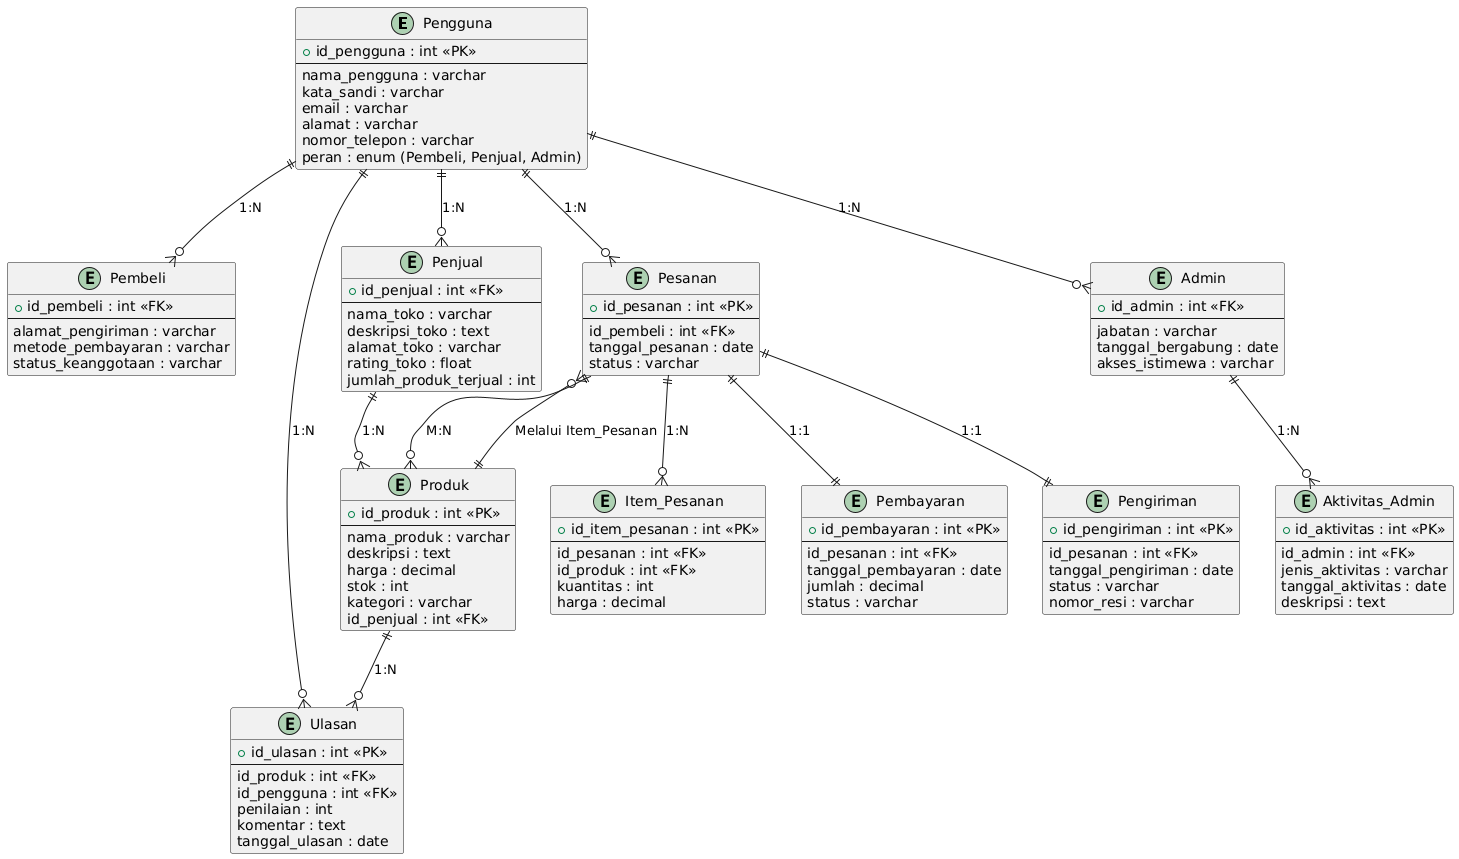 E Pengguna
id_pengguna : int «PK»
nama_pengguna : varchar
kata_sandi : varchar
email : varchar
alamat : varchar
nomor_telepon : varchar
peran : enum (Pembeli, Penjual, Admin)
1:N
1:N
1:N
1:N
E Pembeli
id_pembeli : int «FK»
alamat_pengiriman : varchar
metode_pembayaran : varchar
status_keanggotaan : varchar
E Penjual
id_penjual : int «FK»
nama_toko : varchar
deskripsi_toko : text
alamat_toko : varchar
rating_toko : float
jumlah_produk_terjual : int
E Pesanan
id_pesanan : int «PK»
id_pembeli : int «FK»
tanggal_pesanan : date
status : varchar
E Admin
id_admin : int «FK»
jabatan : varchar
tanggal_bergabung : date
akses_istimewa : varchar
1:N
1:N
M:N
Melalui Item_Pesanan
1:N
1:1
1:1
1:N
E Produk
id_produk : int «PK»
nama_produk : varchar
deskripsi : text
harga : decimal
stok : int
kategori : varchar
id_penjual : int «FK»
E Item_Pesanan
id_item_pesanan : int «PK»
id_pesanan : int «FK»
id_produk : int «FK»
kuantitas : int
harga : decimal
E Pembayaran
id_pembayaran : int «PK»
id_pesanan : int «FK»
tanggal_pembayaran : date
jumlah : decimal
status : varchar
E Pengiriman
id_pengiriman : int «PK»
id_pesanan : int «FK»
tanggal_pengiriman : date
status : varchar
nomor_resi : varchar
E Aktivitas_Admin
id_aktivitas : int «PK»
id_admin : int «FK»
jenis_aktivitas : varchar
tanggal_aktivitas : date
deskripsi : text
1:N
E Ulasan
id_ulasan : int «PK»
id_produk : int «FK»
id_pengguna : int «FK»
penilaian : int
komentar : text
tanggal_ulasan : date